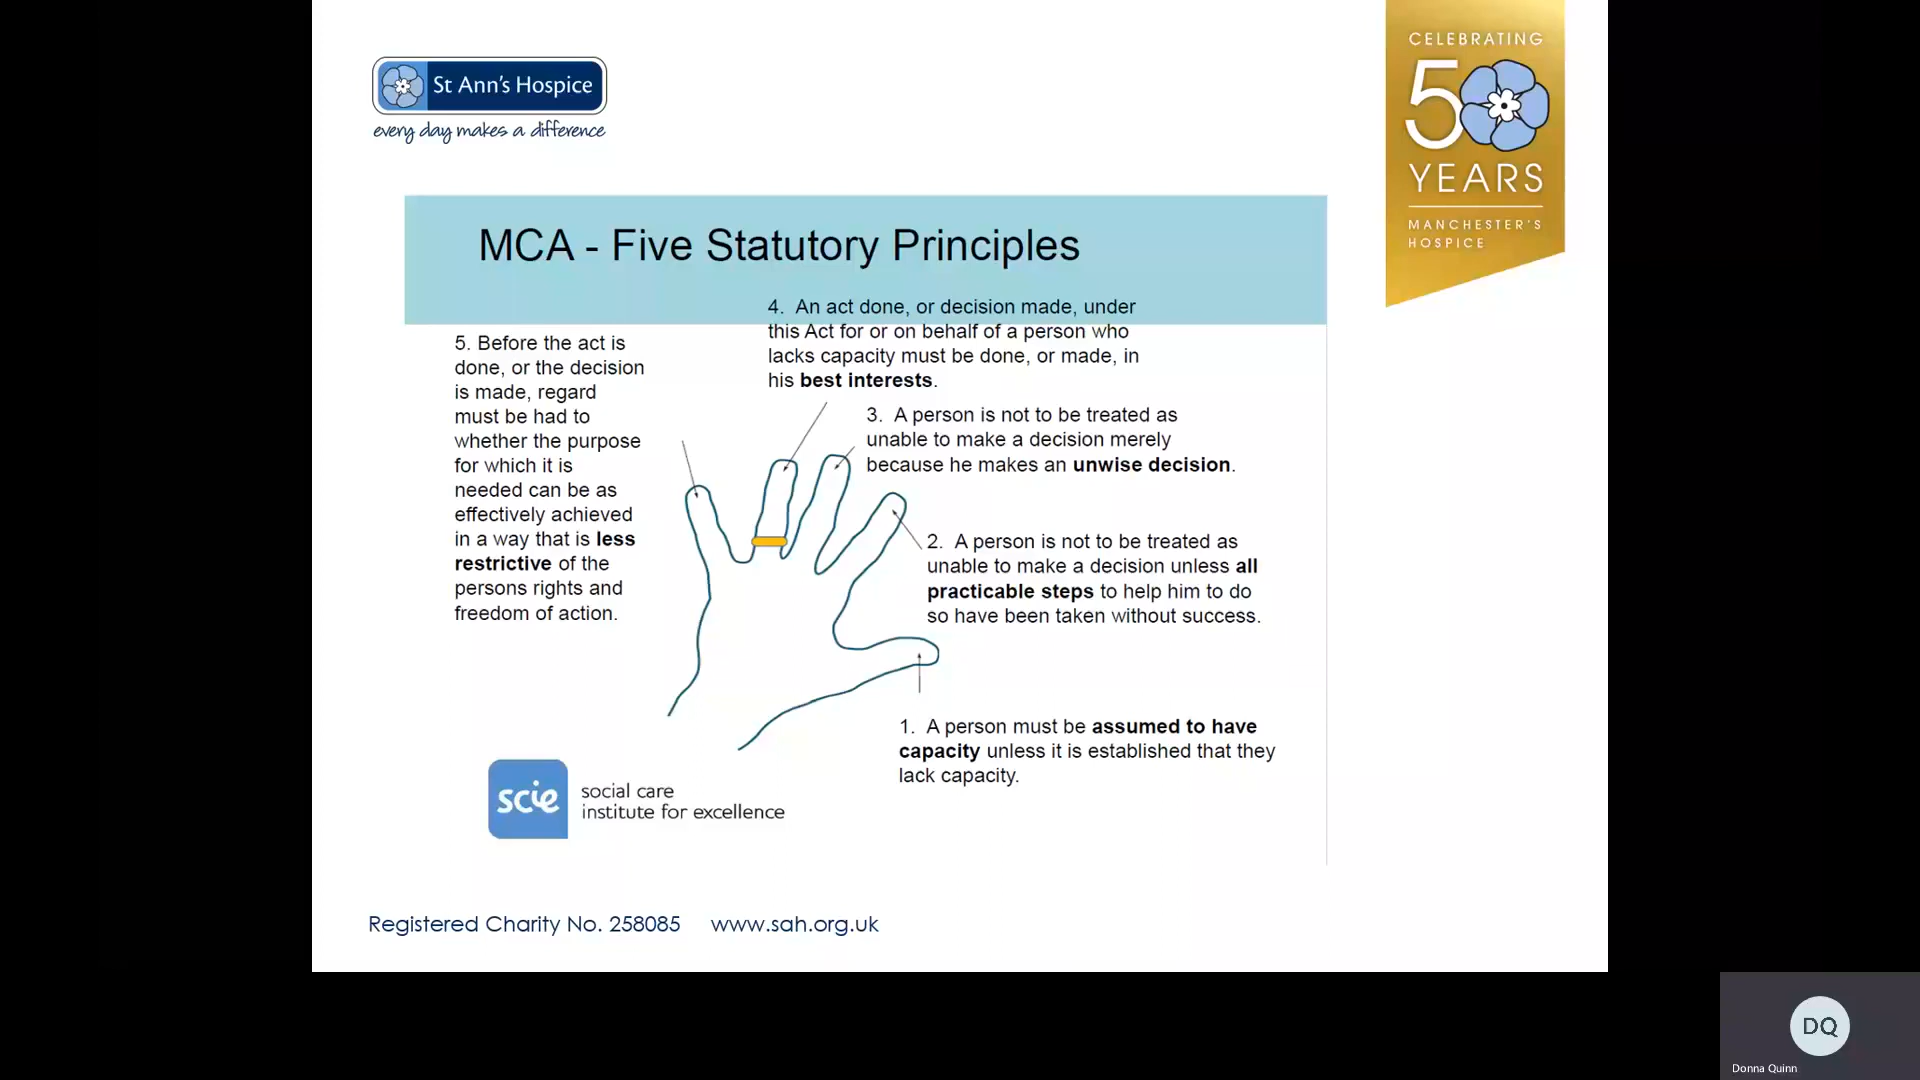 St Ann's Hospice
every day makes a difference
CELEBRATING
50
YEARS
MANCHESTER'S
HOSPICE
MCA - Five Statutory Principles
4. An act done, or decision made, under
this Act for or on behalf of a person who
lacks capacity must be done, or made, in
his best interests.
5. Before the act is
done, or the decision
is made, regard
must be had to
whether the purpose
for which it is
needed can be as
effectively achieved
in a way that is less
restrictive of the
persons rights and
freedom of action.
3. A person is not to be treated as
unable to make a decision merely
because he makes an unwise decision.
2. A person is not to be treated as
unable to make a decision unless all
practicable steps to help him to do
so have been taken without success.
1. A person must be assumed to have
capacity unless it is established that they
lack capacity.
scie
social care
institute for excellence
Registered Charity No. 258085 www.sah.org.uk
DQ
Donna Quinn